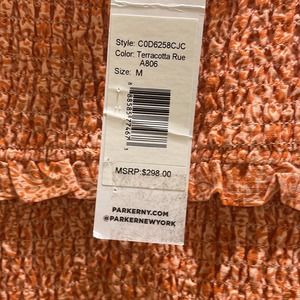 Style: C0D6258CJC
Color: Terracotta Rue
A806
Size: M
MSRP:$298.00
PARKERNY.COM
@PARKERNEWYORK